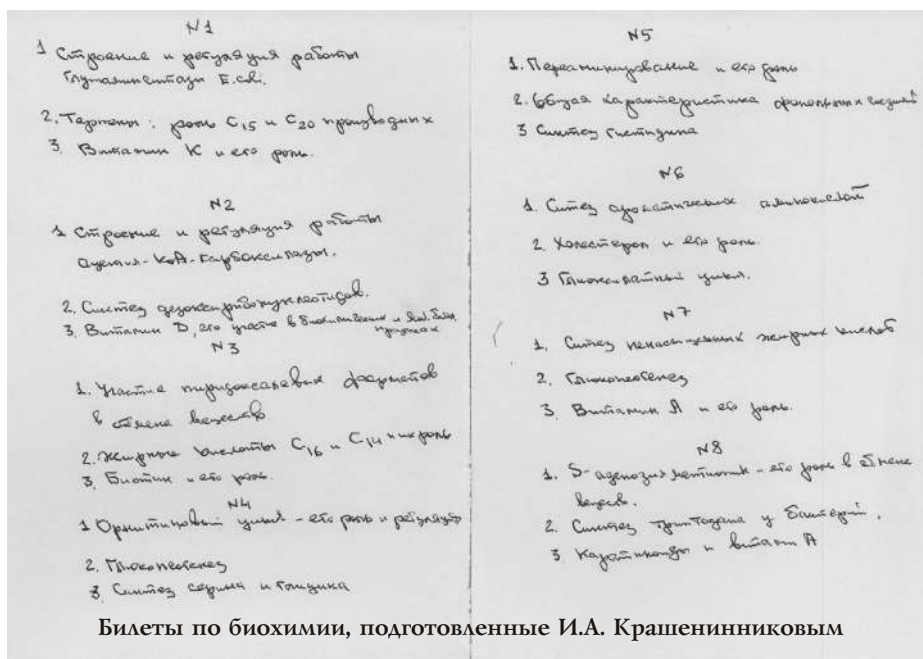 N1
1 Строение и регуляция работы
Глутаминсинтазы E.coli.
2. Терпены: роль C15 и C20 производных
3. Витамин К и его роль.
N2
1 Строение и регуляция работы
ацетил-КоА-карбоксилазы.
2. Синтез дезоксирибонуклеотидов.
3. Витамин D, его участие в биохимических и
процессах
N3
1. Участие пиридоксалевых ферментов
в обмене веществ
2. Жирные кислоты C16 и C14 и их роль
3. Биотин и его роль.
N4
1 Орнитиновый цикл - его роль и регуляция
2. Глюконеогенез
3 Синтез серина и глицина
N5
1. Переаминирование и его роль
2. Общая характеристика
3 Синтез гистидина
N6
1. Синтез ароматических аминокислот
2. Холестерол и его роль.
3 Глиоксилатный цикл.
N7
1. Синтез ненасыщенных жирных кислот
2. Глюконеогенез
3. Витамин А и его роль.
N8
1. S-аденозилметионин - его роль в обмене
веществ.
2. Синтез триптофана у бактерий.
3. Каротиноиды и витамин А
Билеты по биохимии, подготовленные И.А. Крашенинниковым